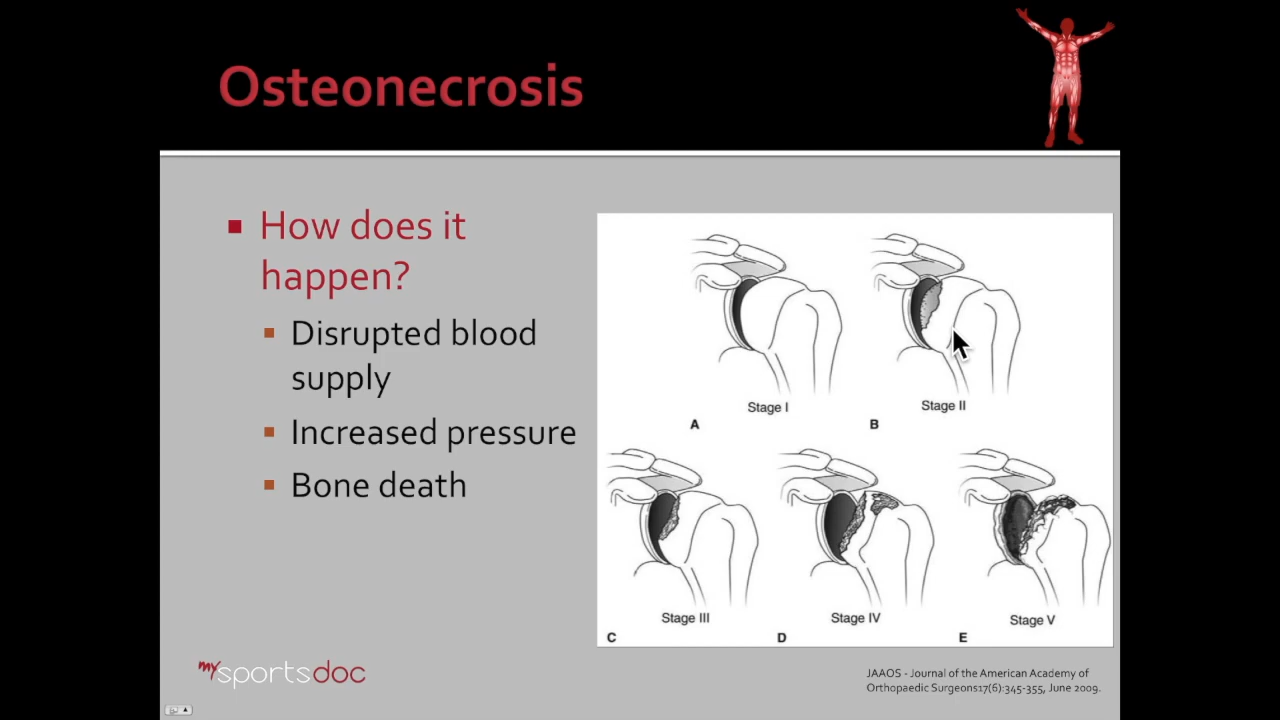 Osteonecrosis
How does it
happen?
Disrupted blood
supply
Increased pressure
Bone death
Stage I
A
Stage II
B
Stage III
C
Stage IV
D
Stage V
E
mysportsdoc
JAAOS - Journal of the American Academy of
Orthopaedic Surgeons17(6):345-355, June 2009.